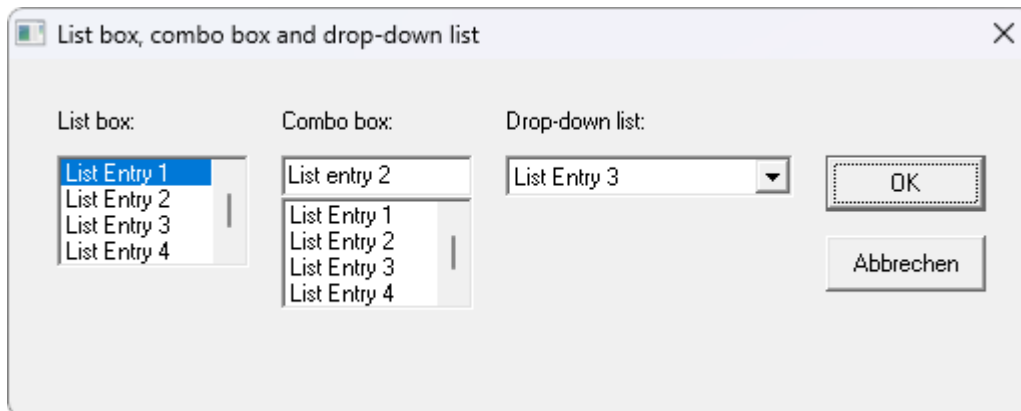 List box, combo box and drop-down list
List box:
List Entry 1
List Entry 2
List Entry 3
List Entry 4
Combo box:
List entry 2
List Entry 1
List Entry 2
List Entry 3
List Entry 4
Drop-down list:
List Entry 3
OK
Abbrechen